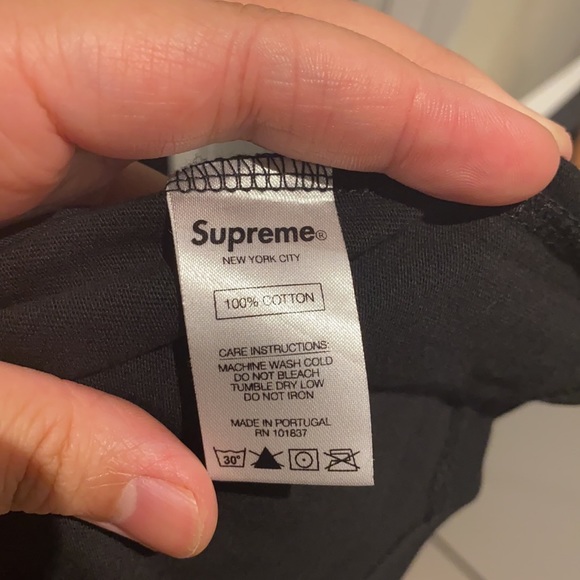 Supreme®
NEW YORK CITY
100% COTTON
CARE INSTRUCTIONS:
MACHINE WASH COLD
DO NOT BLEACH
TUMBLE DRY LOW
DO NOT IRON
MADE IN PORTUGAL
RN 101837
30°